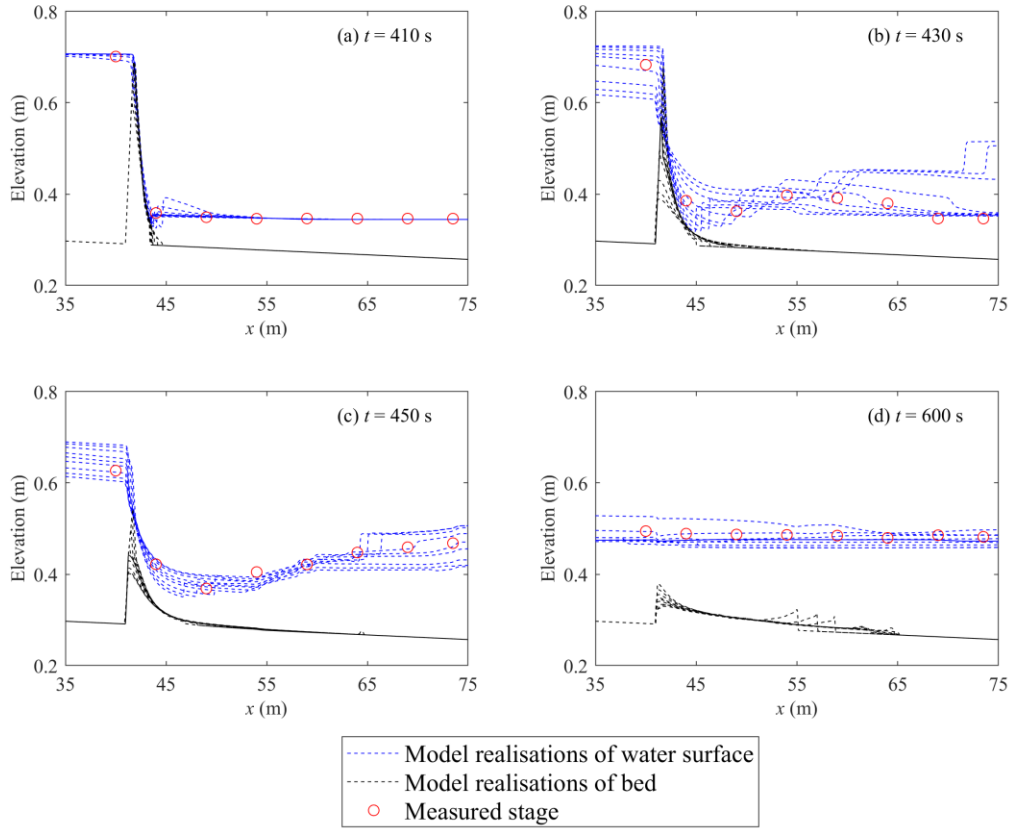 (a) t = 410 s
(b) t = 430 s
0.8
0.6
0.4
0.2
Elevation (m)
35
45
55
65
75
x (m)
0.8
0.6
0.4
0.2
Elevation (m)
35
45
55
65
75
x (m)
(c) t = 450 s
(d) t = 600 s
0.8
0.6
0.4
0.2
Elevation (m)
35
45
55
65
75
x (m)
0.8
0.6
0.4
0.2
Elevation (m)
35
45
55
65
75
x (m)
Model realisations of water surface
Model realisations of bed
Measured stage